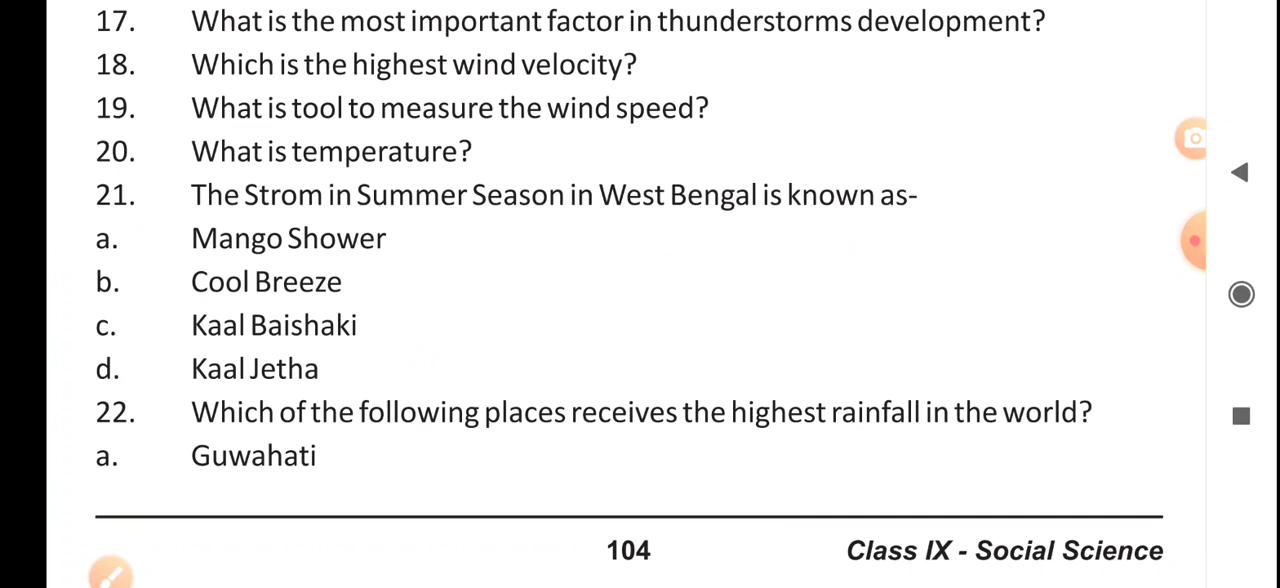 17. What is the most important factor in thunderstorms development?
18. Which is the highest wind velocity?
19. What is tool to measure the wind speed?
20. What is temperature?
21. The Strom in Summer Season in West Bengal is known as-
a. Mango Shower
b. Cool Breeze
c. Kaal Baishaki
d. Kaal Jetha
22. Which of the following places receives the highest rainfall in the world?
a. Guwahati
104 Class IX - Social Science